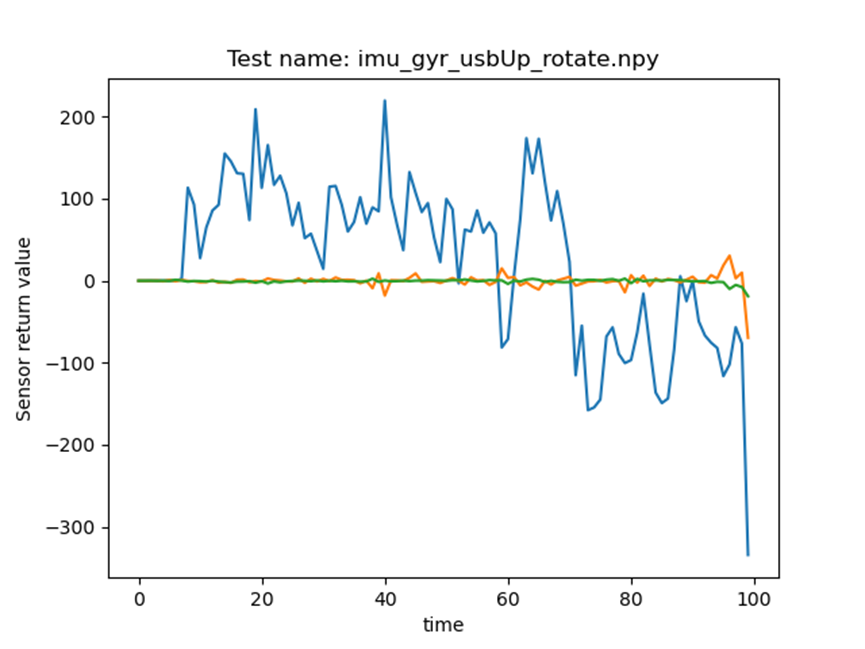 Test name: imu_gyr_usbUp_rotate.npy
200
100
0
−100
−200
−300
Sensor return value
0 20 40 60 80 100
time